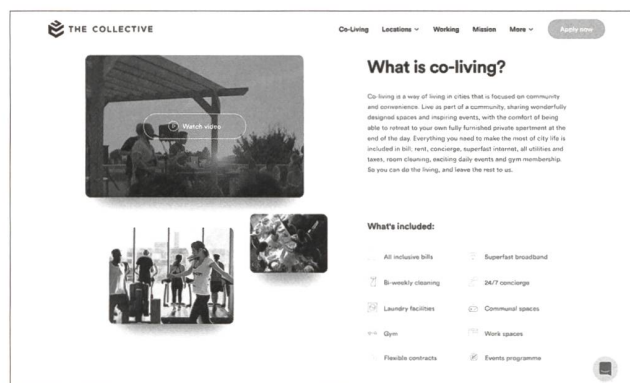 THE COLLECTIVE
Co-Living Locations Working Mission More Apply now
Watch video
What is co-living?
Co-living is a way of living in cities that is focused on community
and convenience. Live as part of a community, sharing wonderfully
designed spaces and inspiring events, with the comfort of being
able to retreat to your own fully furnished private apartment at the
end of the day. Everything you need to make the most of city life is
included in bill; rent, concierge, superfast internet, all utilities and
taxes, room cleaning, exciting daily events and gym membership.
So you can do the living, and leave the rest to us.
What's included:
All inclusive bills Superfast broadband
Bi-weekly cleaning 24/7 concierge
Laundry facilities Communal spaces
Gym Work spaces
Flexible contracts Events programme